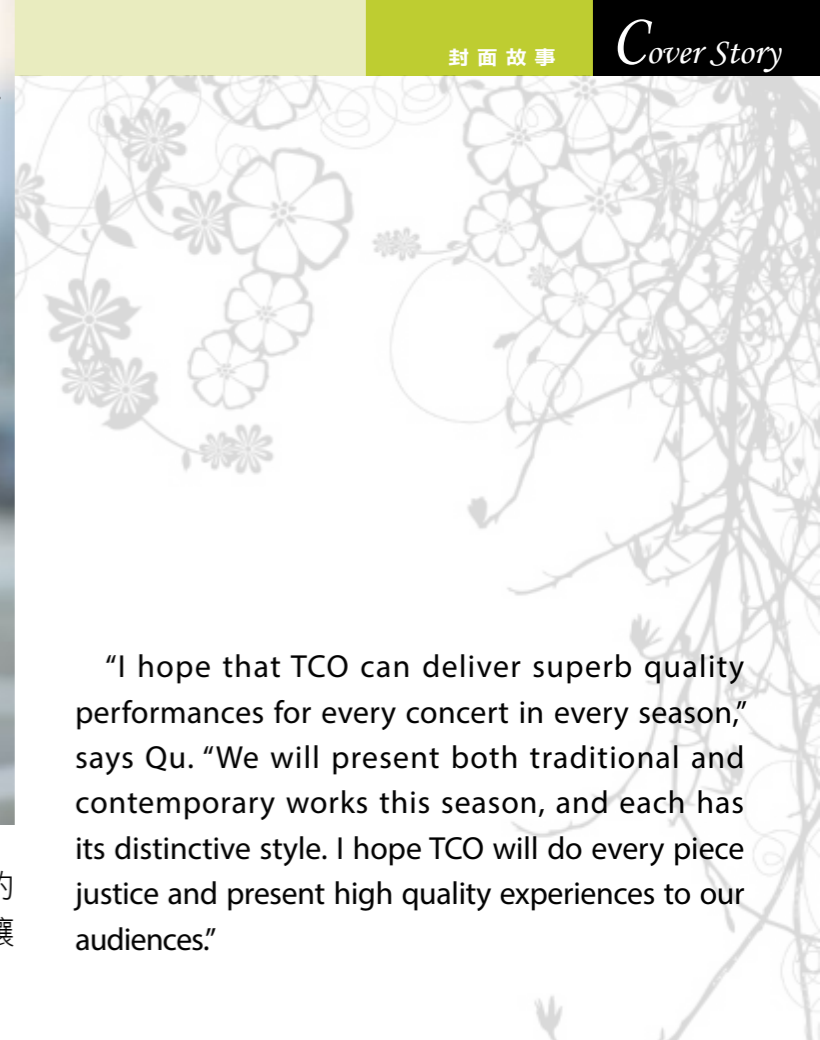 封面故事 Cover Story
“I hope that TCO can deliver superb quality
performances for every concert in every season,”
says Qu. “We will present both traditional and
contemporary works this season, and each has
its distinctive style. I hope TCO will do every piece
justice and present high quality experiences to our
audiences.”